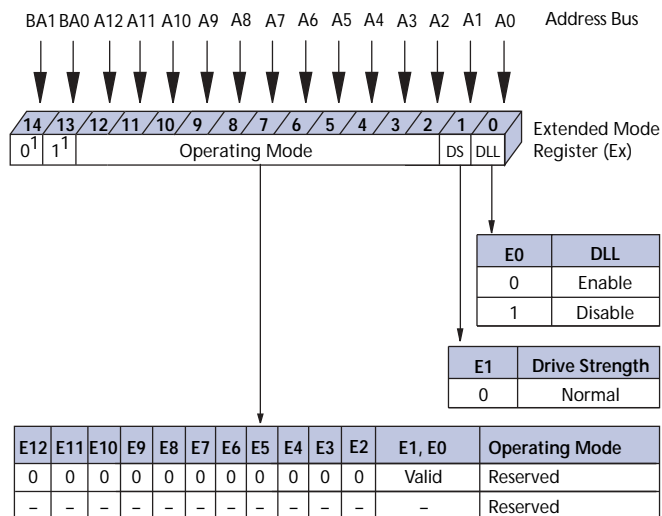 BA1 BA0 A12 A11 A10 A9 A8 A7 A6 A5 A4 A3 A2 A1 A0 Address Bus
14 13 12 11 10 9 8 7 6 5 4 3 2 1 0 Extended Mode
0¹ 1¹ Operating Mode DS DLL Register (Ex)
E0 DLL
0 Enable
1 Disable
E1 Drive Strength
0 Normal
E12 E11 E10 E9 E8 E7 E6 E5 E4 E3 E2 E1, E0 Operating Mode
0 0 0 0 0 0 0 0 0 0 0 Valid Reserved
– – – – – – – – – – – – Reserved